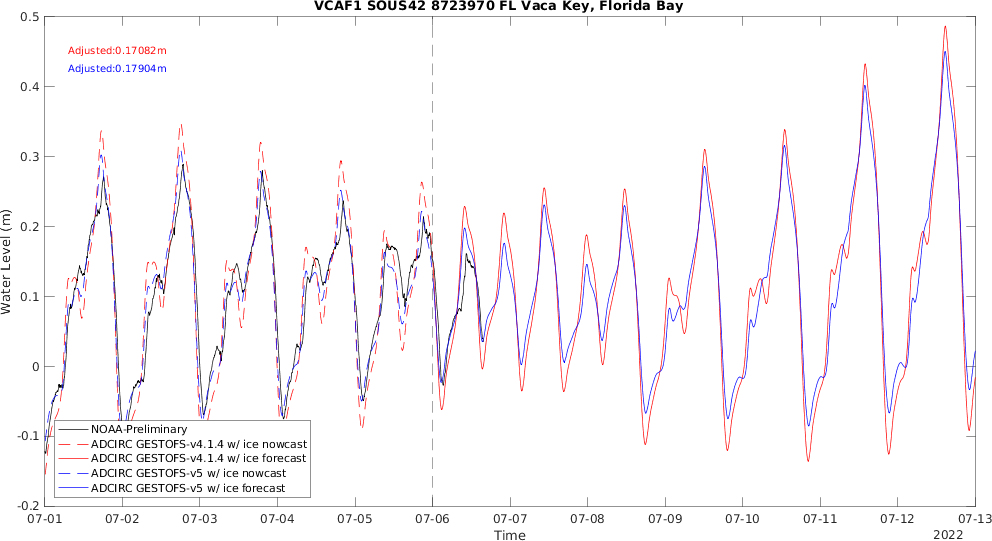 VCAF1 SOUS42 8723970 FL Vaca Key, Florida Bay
0.5
Adjusted:0.17082m
Adjusted:0.17904m
0.4
0.3
0.2
0.1
0
-0.1
-0.2
Water Level (m)
NOAA-Preliminary
ADCIRC GESTOFS-v4.1.4 w/ ice nowcast
ADCIRC GESTOFS-v4.1.4 w/ ice forecast
ADCIRC GESTOFS-v5 w/ ice nowcast
ADCIRC GESTOFS-v5 w/ ice forecast
07-01 07-02 07-03 07-04 07-05 07-06 07-07 07-08 07-09 07-10 07-11 07-12 07-13
Time
2022